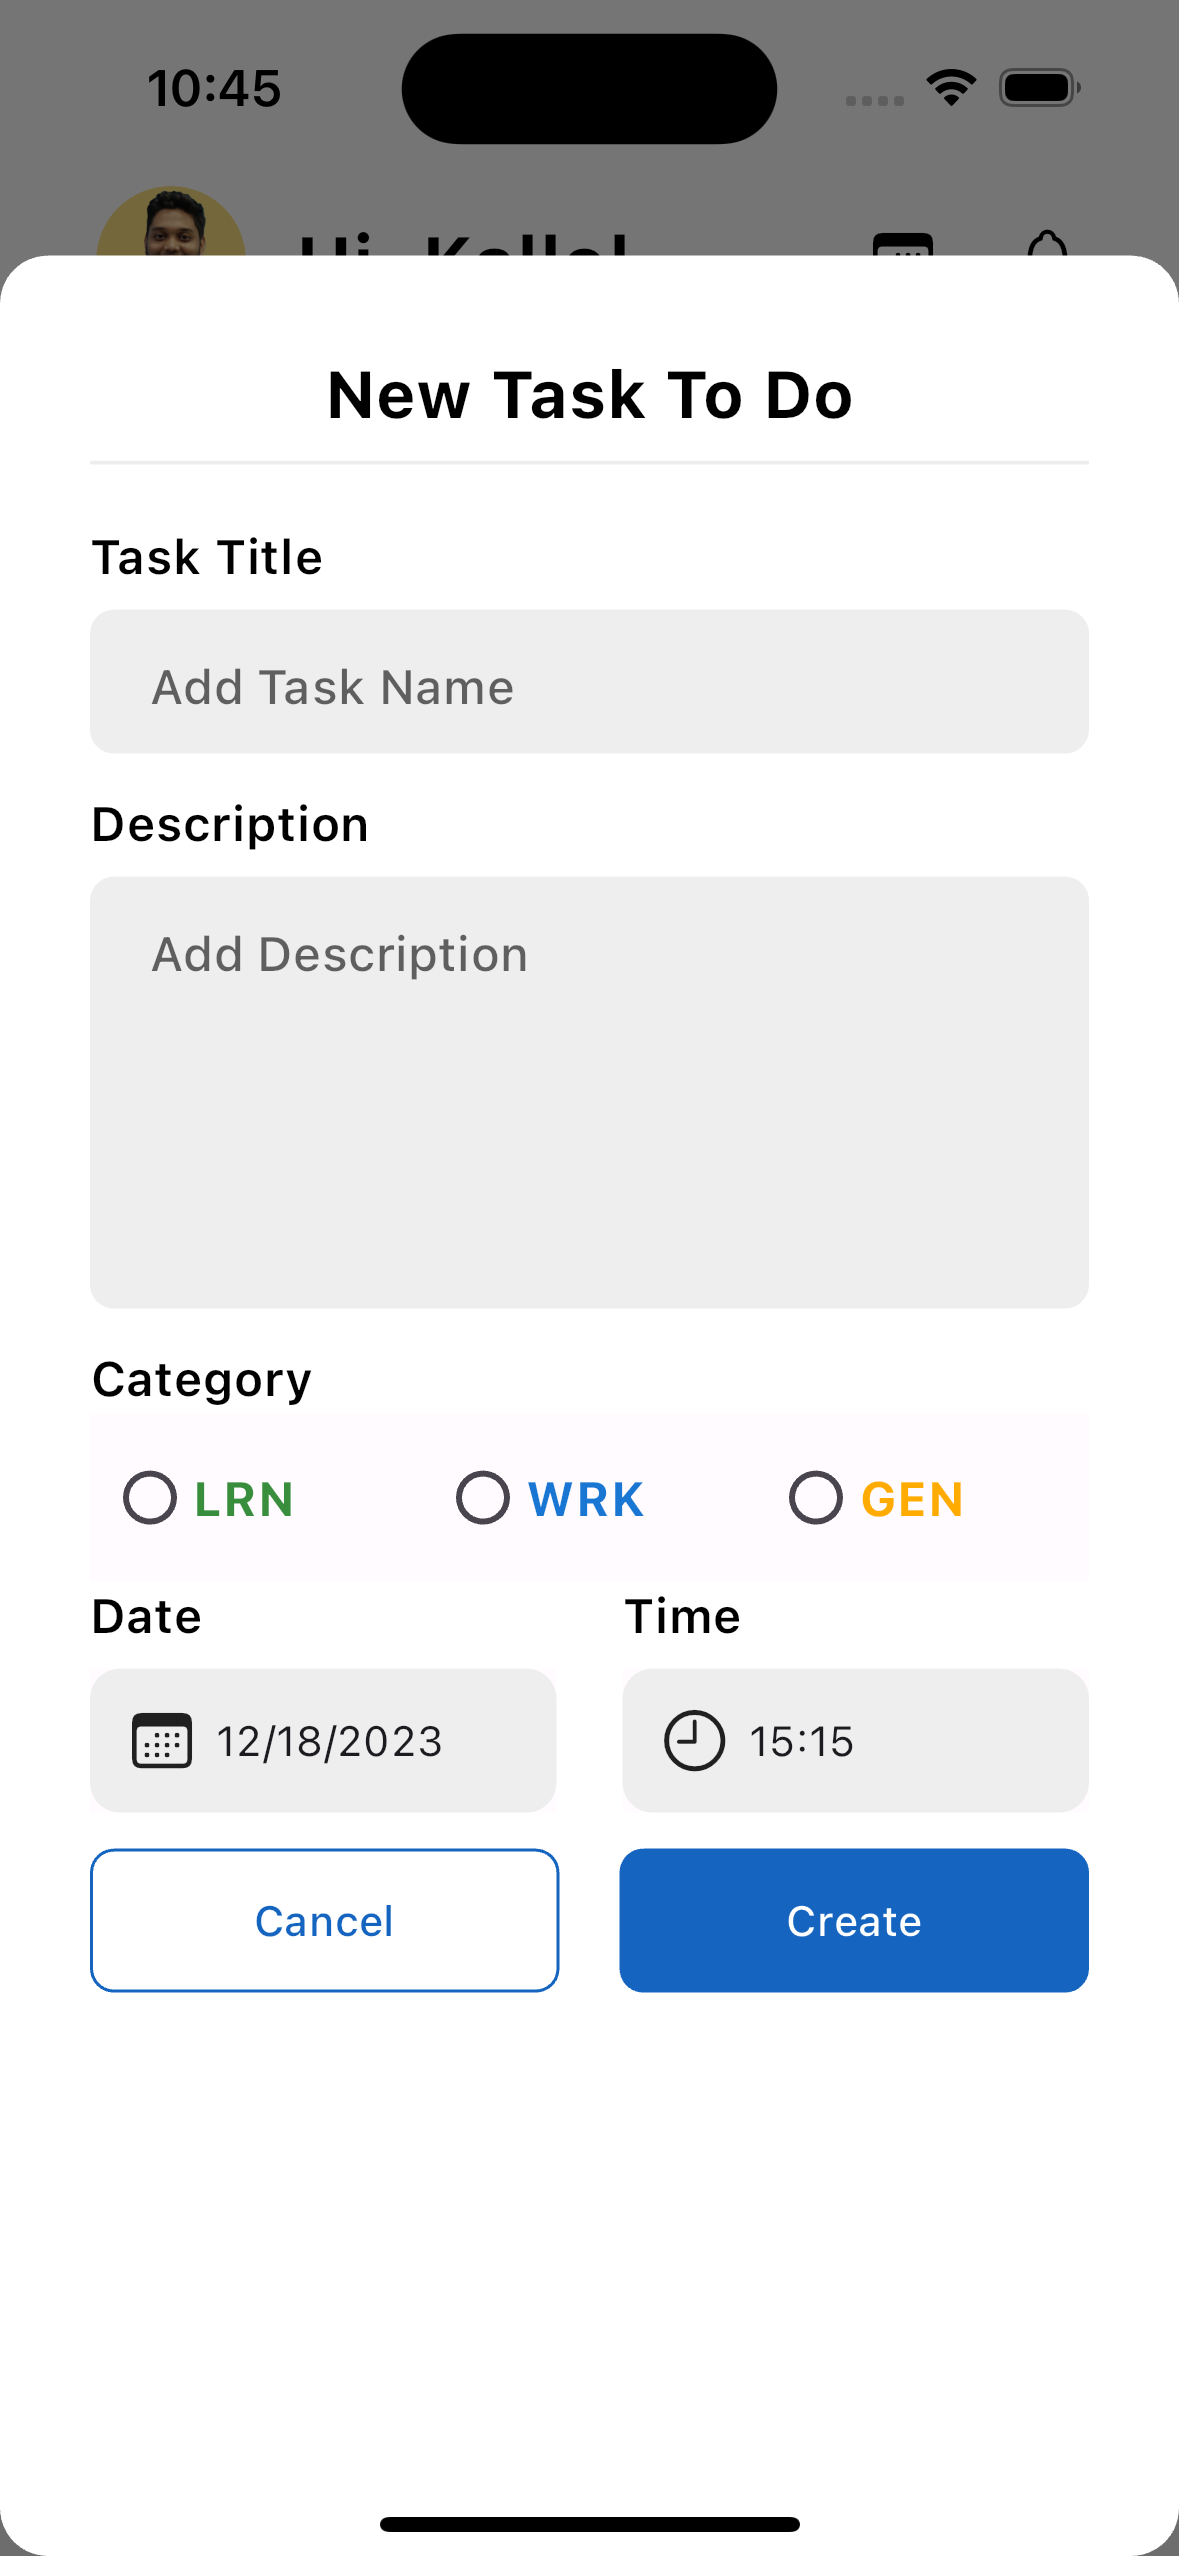 10:45
New Task To Do
Task Title
Add Task Name
Description
Add Description
Category
LRN WRK GEN
Date Time
12/18/2023 15:15
Cancel Create